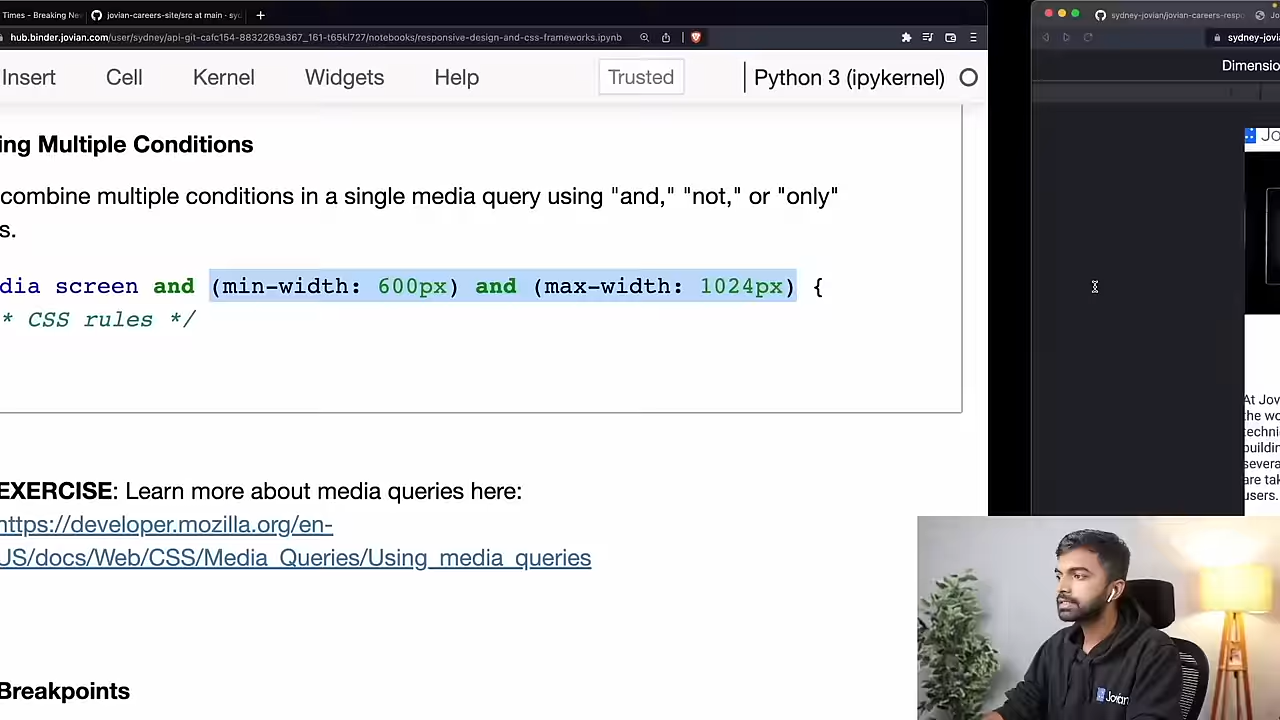 Times - Breaking Ne
jovian-careers-site/src at main · sy
hub.binder.jovian.com/user/sydney/api-git-cafc154-8832269a367_161-t65kl727/notebooks/responsive-design-and-css-frameworks.ipynb
Insert Cell Kernel Widgets Help Trusted Python 3 (ipykernel)
ing Multiple Conditions
combine multiple conditions in a single media query using "and," "not," or "only"
s.
dia screen and (min-width: 600px) and (max-width: 1024px) {
* CSS rules */
EXERCISE: Learn more about media queries here:
https://developer.mozilla.org/en-
US/docs/Web/CSS/Media_Queries/Using_media_queries
Breakpoints
sydney-jovian/jovian-careers-resp
Jo
sydney-jovi
Dimensio
Jo
At Jov
the wo
techni
buildin
severa
are tak
users.
Jovian